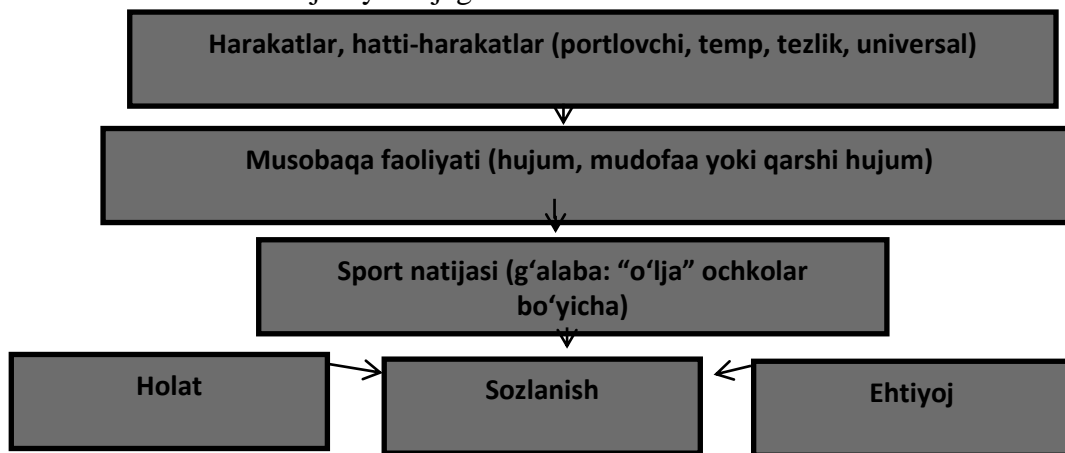 Harakatlar, hatti-harakatlar (portlovchi, temp, tezlik, universal)
Musobaqa faoliyati (hujum, mudofaa yoki qarshi hujum)
Sport natijasi (g‘alaba: “o‘lja” ochkolar
bo‘yicha)
Holat
Sozlanish
Ehtiyoj